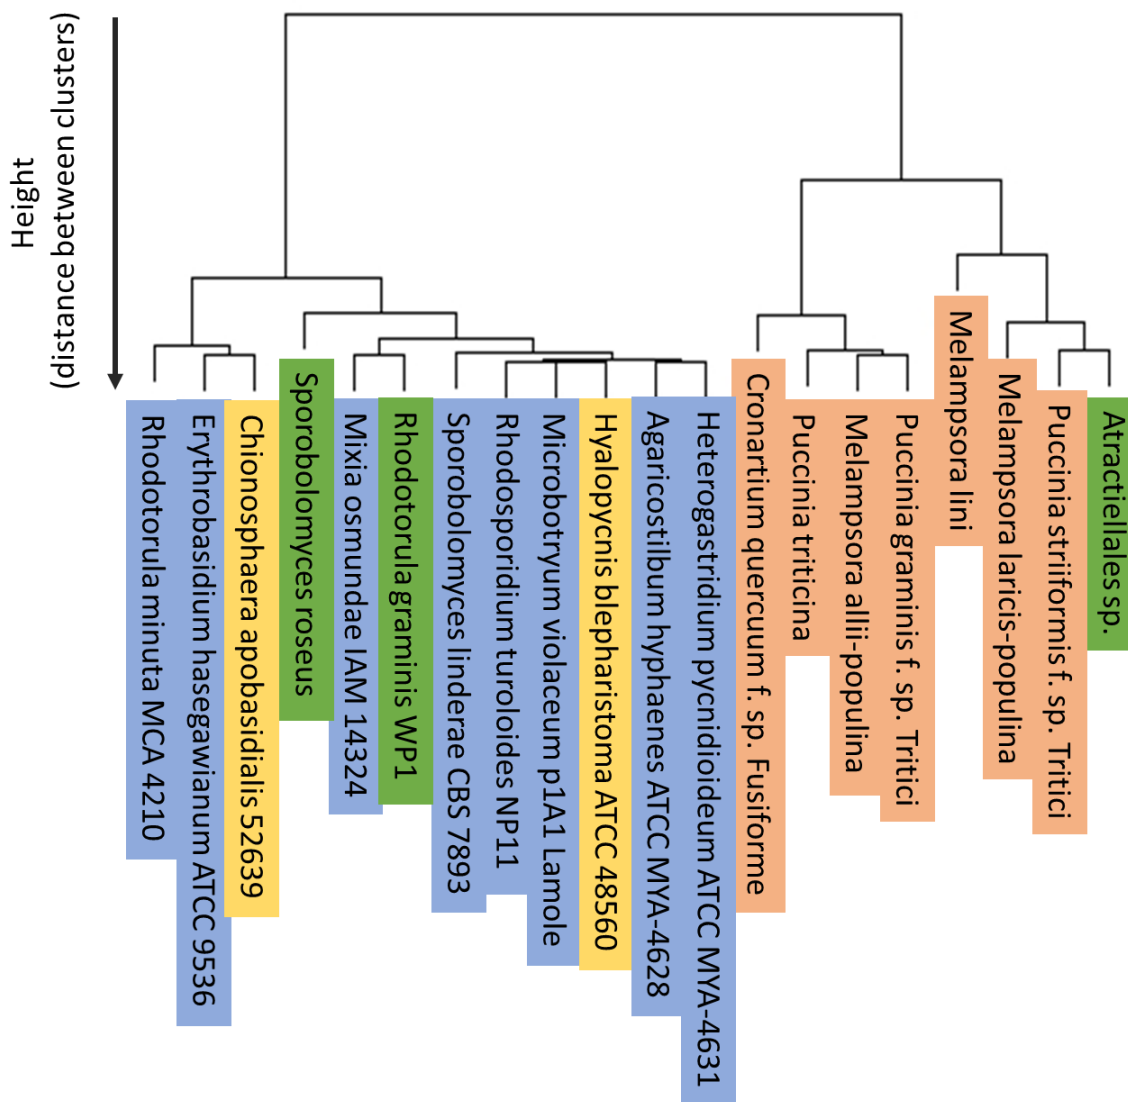 Height
(distance between clusters)
Rhodotorula minuta MCA 4210
Erythrobasidium hasegawianum ATCC 9536
Chionosphaera apobasidialis 52639
Sporobolomyces roseus
Mixia osmundae IAM 14324
Rhodotorula graminis WP1
Sporobolomyces linderae CBS 7893
Rhodosporidium turoloides NP11
Microbotryum violaceum p1A1 Lamole
Hyalopycnis blepharistoma ATCC 48560
Agaricostilbum hyphaenes ATCC MYA-4628
Heterogastridium pycnidioideum ATCC MYA-4631
Cronartium quercuum f. sp. Fusiforme
Puccinia triticina
Melampsora allii-populina
Puccinia graminis f. sp. Tritici
Melampsora lini
Melampsora laricis-populina
Puccinia striiformis f. sp. Tritici
Atractiellales sp.